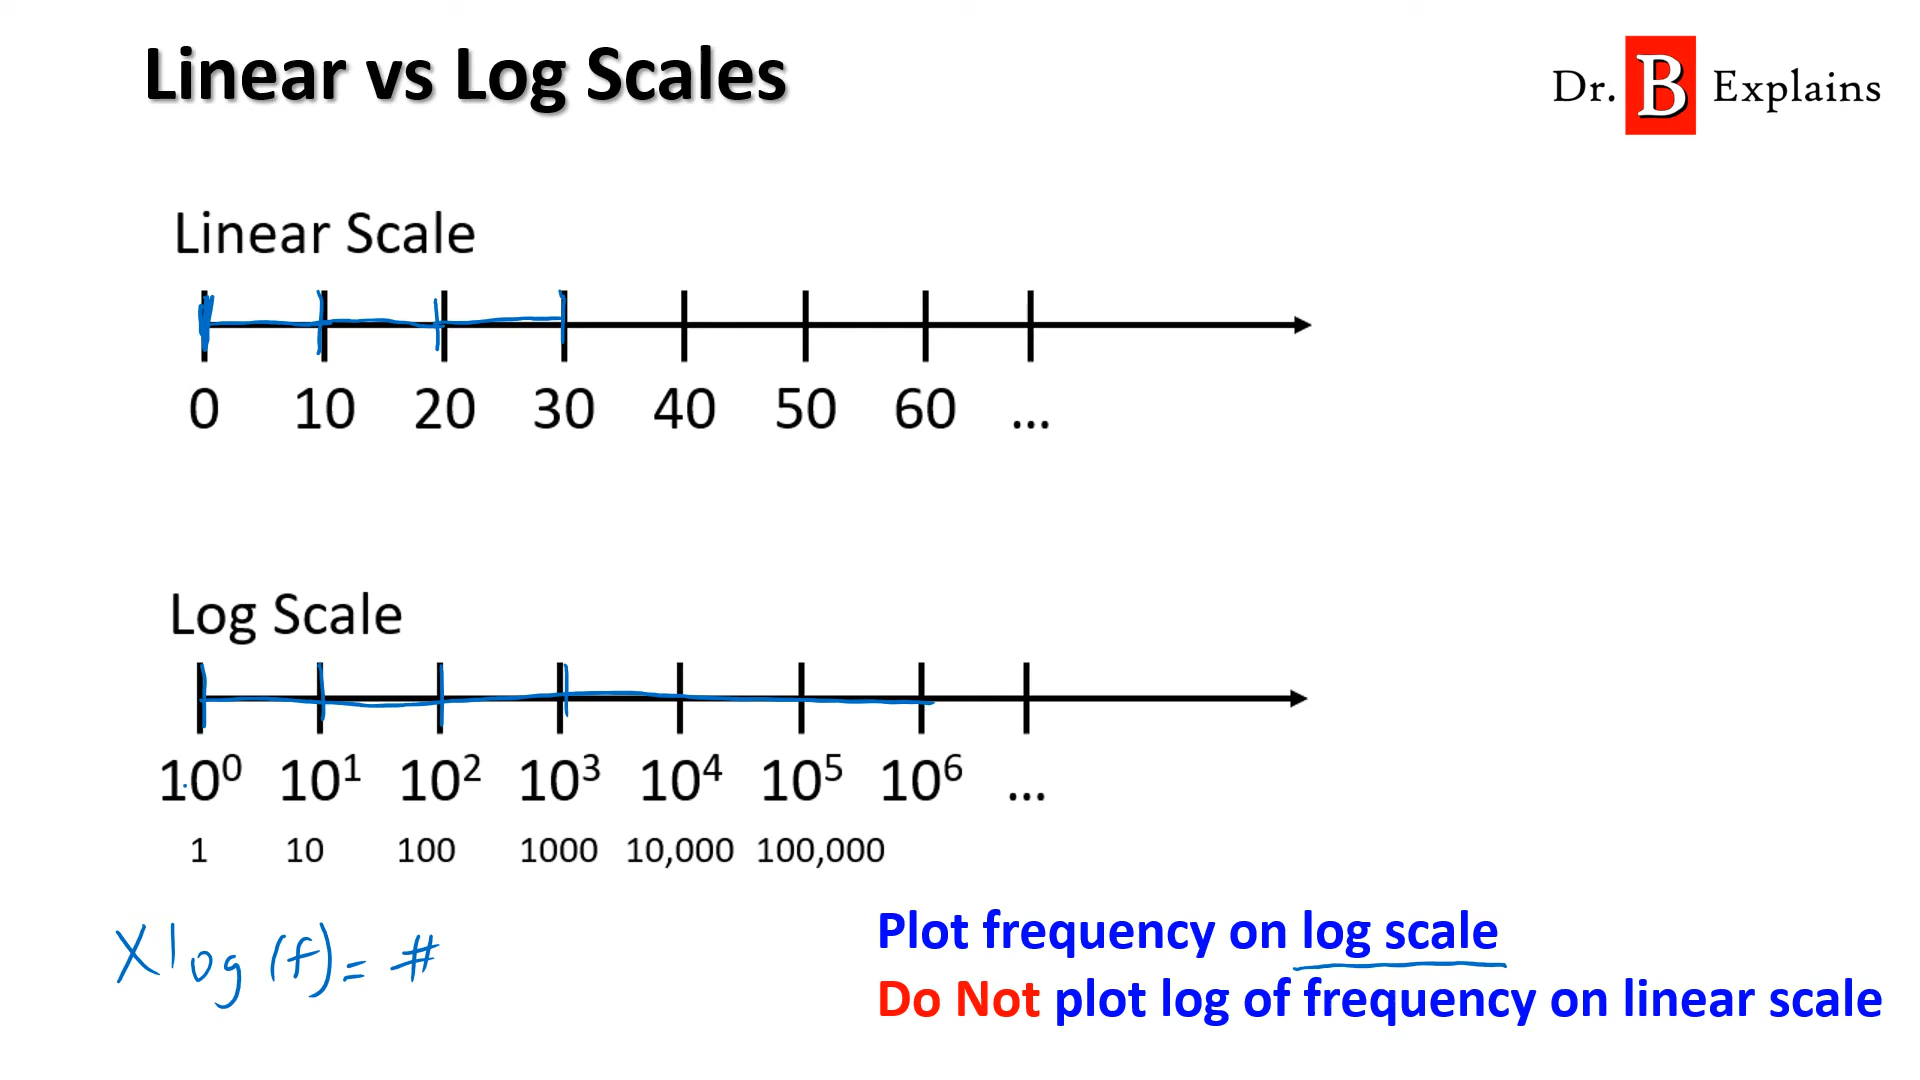 Linear vs Log Scales
Dr. B Explains
Linear Scale
0 10 20 30 40 50 60 ...
Log Scale
10⁰ 10¹ 10² 10³ 10⁴ 10⁵ 10⁶ ...
1 10 100 1000 10,000 100,000
X log (f) = #
Plot frequency on log scale
Do Not plot log of frequency on linear scale